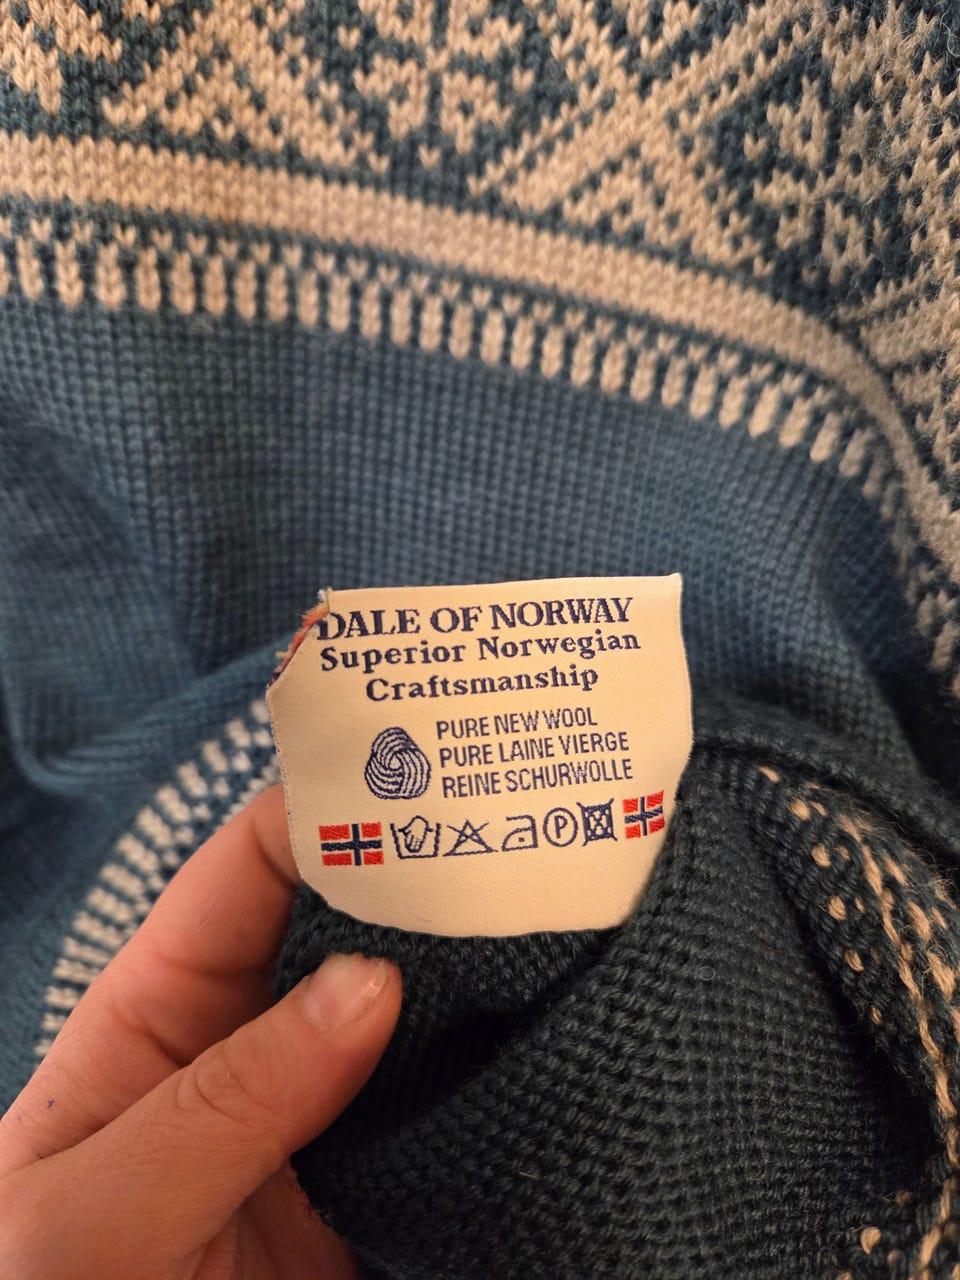 DALE OF NORWAY
Superior Norwegian
Craftsmanship
PURE NEW WOOL
PURE LAINE VIERGE
REINE SCHURWOLLE
P